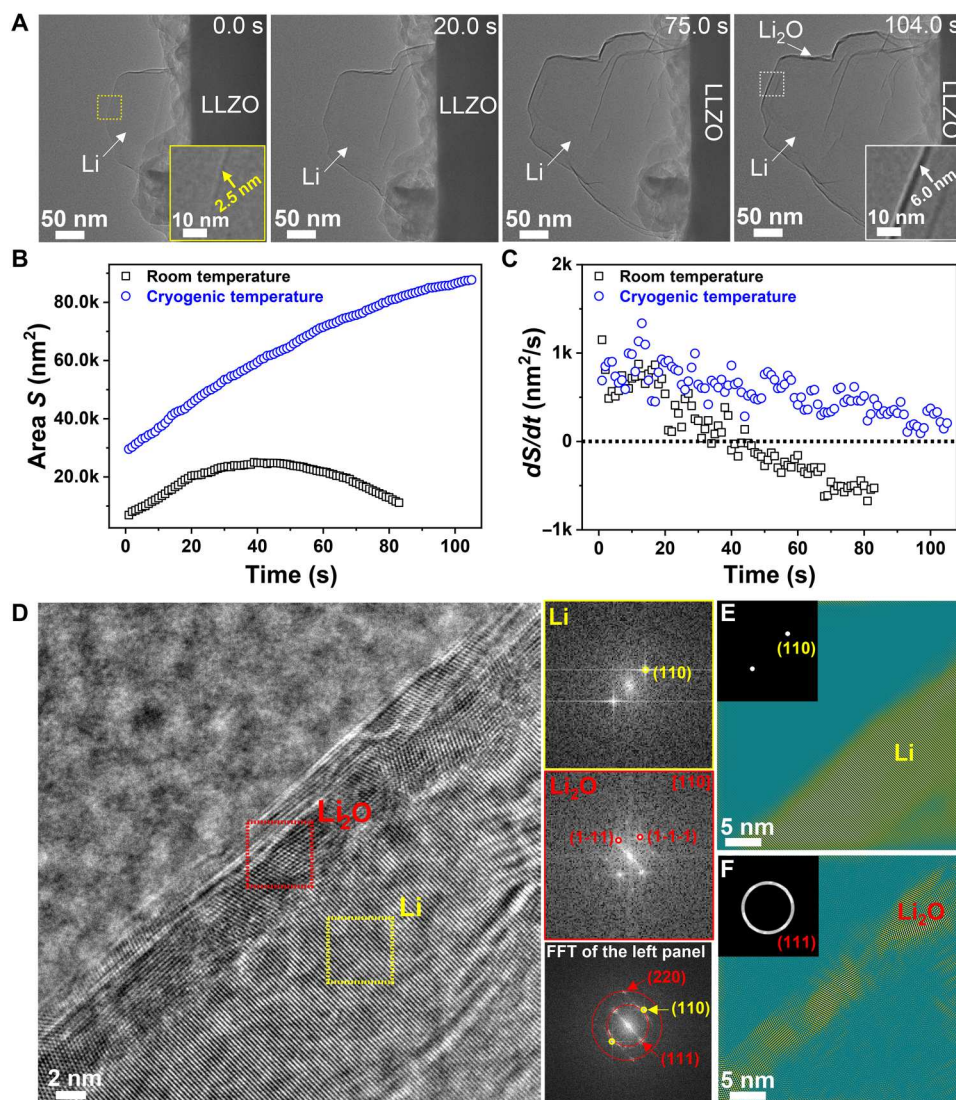 A
0.0 s
LLZO
Li
2.5 nm
10 nm
50 nm
20.0 s
LLZO
Li
50 nm
75.0 s
LLZO
Li
50 nm
Li₂O
104.0 s
LLZO
Li
6.0 nm
10 nm
50 nm
B
Room temperature
Cryogenic temperature
80.0k
60.0k
40.0k
20.0k
Area S (nm²)
0 20 40 60 80 100
Time (s)
C
Room temperature
Cryogenic temperature
2k
1k
0
−1k
dS/dt (nm²/s)
0 20 40 60 80 100
Time (s)
D
Li₂O
Li
2 nm
Li
(110)
Li₂O
[110]
(1-11)
(1-1-1)
FFT of the left panel
(220)
(110)
(111)
E
(110)
Li
5 nm
F
(111)
Li₂O
5 nm